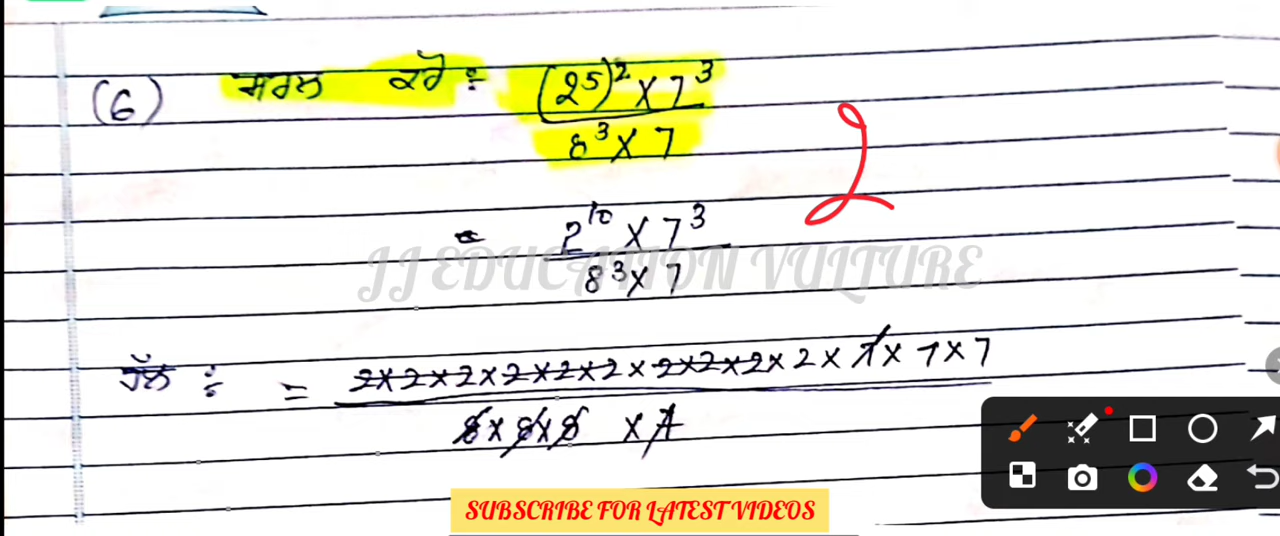 (6) ਸਰਲ ਕਰੋ : (2⁵)² × 7³
8³ × 7
2
= 2¹⁰ × 7³
8³ × 7
JJ EDUCATION VULTURE
ਹੱਲ : = 2×2×2×2×2×2×2×2×2×2×7×7×7
8×8×8 ×7
SUBSCRIBE FOR LATEST VIDEOS